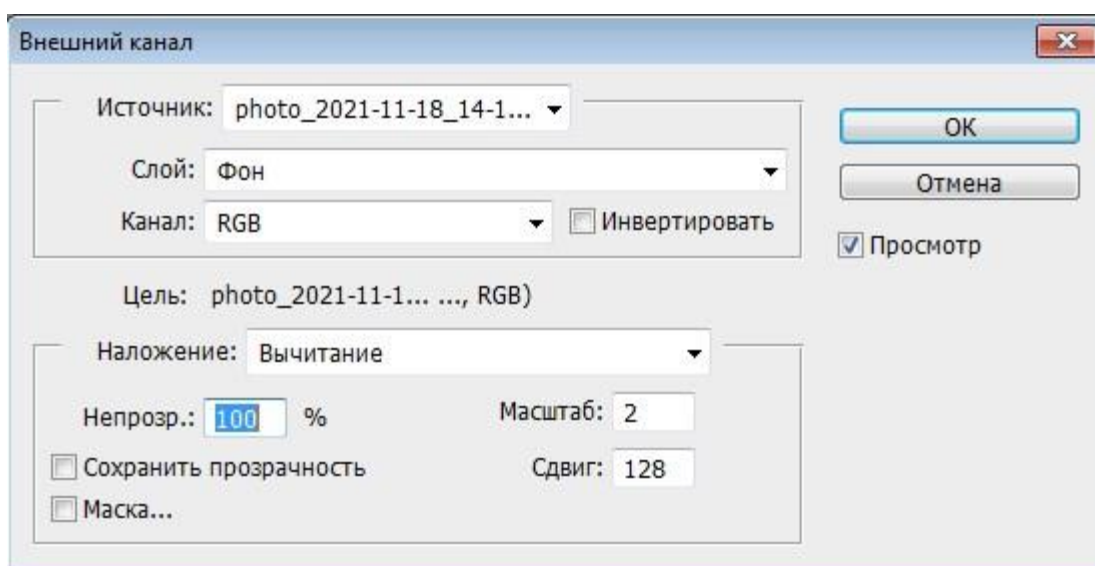 Внешний канал
Источник: photo_2021-11-18_14-1...
OK
Слой: Фон
Отмена
Канал: RGB
Инвертировать
Просмотр
Цель: photo_2021-11-1... ..., RGB)
Наложение: Вычитание
Непрозр.: 100 %
Масштаб: 2
Сохранить прозрачность
Сдвиг: 128
Маска...